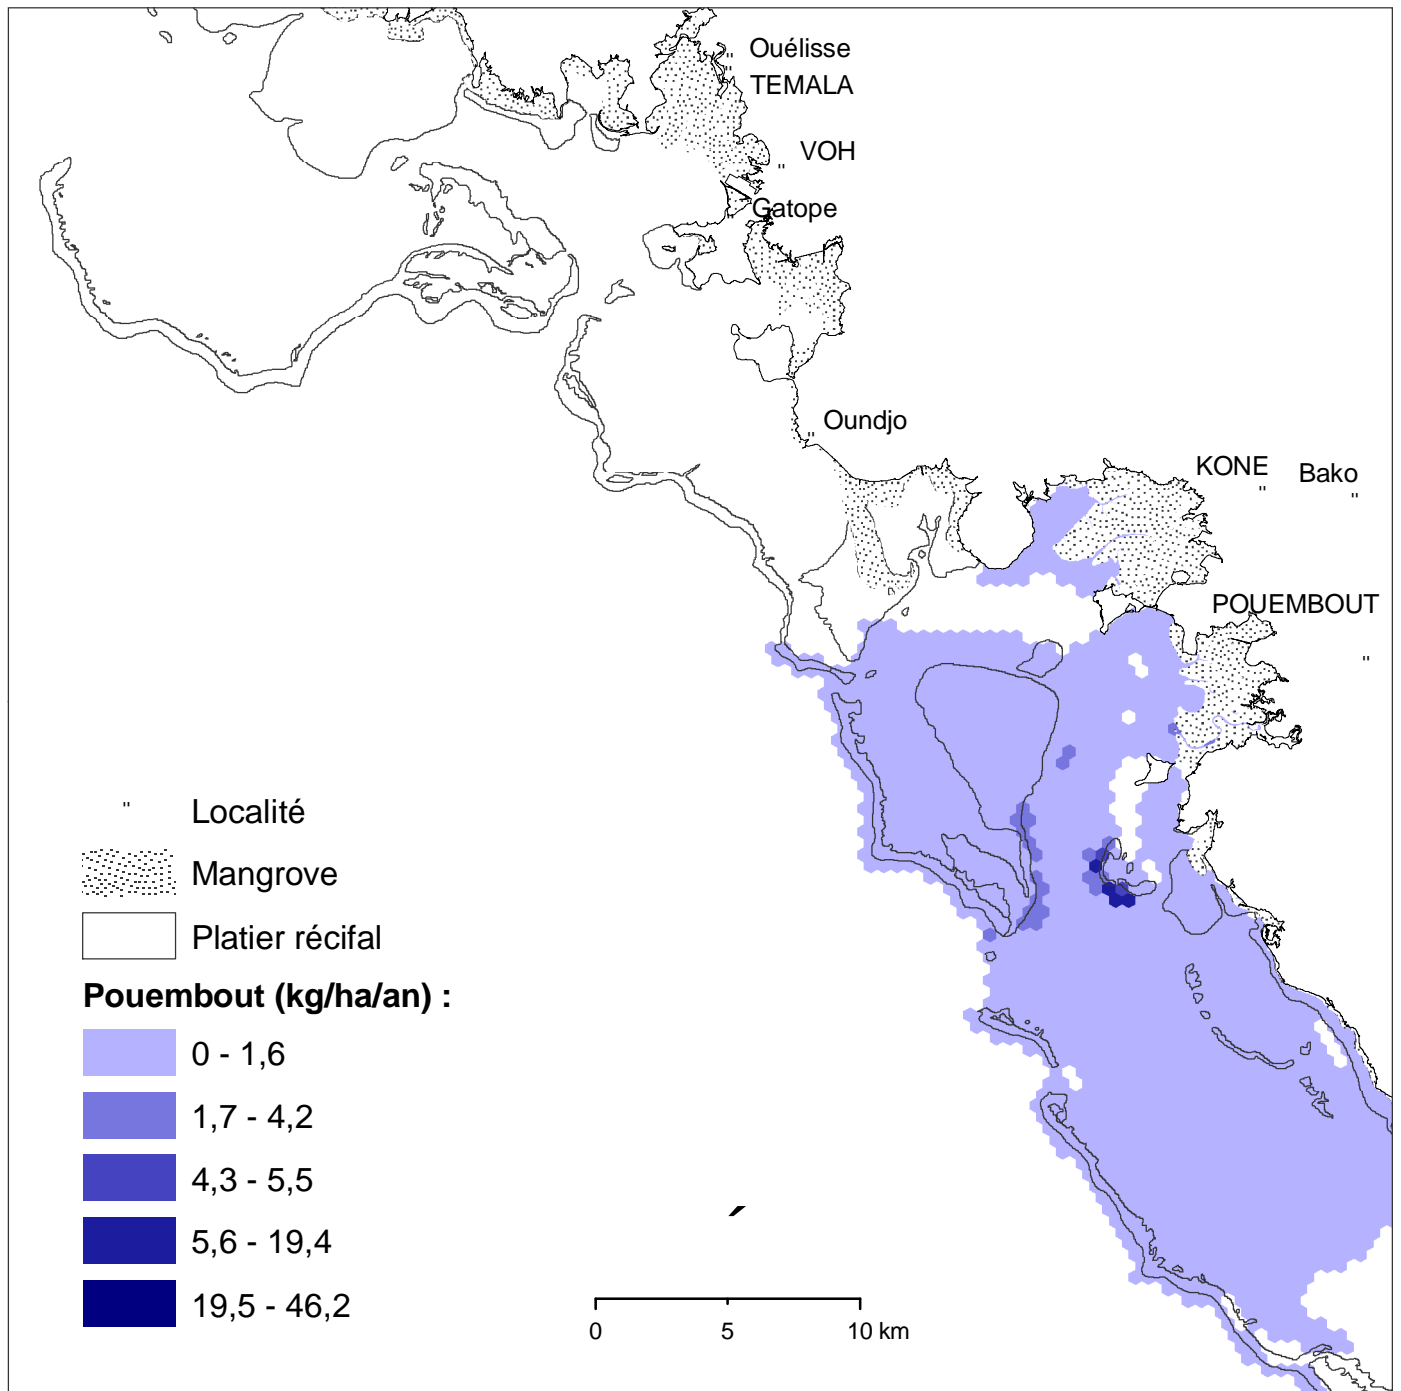 Ouélisse
TEMALA
VOH
Gatope
Oundjo
KONE Bako
POUEMBOUT
" Localité
Mangrove
Platier récifal
Pouembout (kg/ha/an) :
0 - 1,6
1,7 - 4,2
4,3 - 5,5
5,6 - 19,4
19,5 - 46,2
0 5 10 km